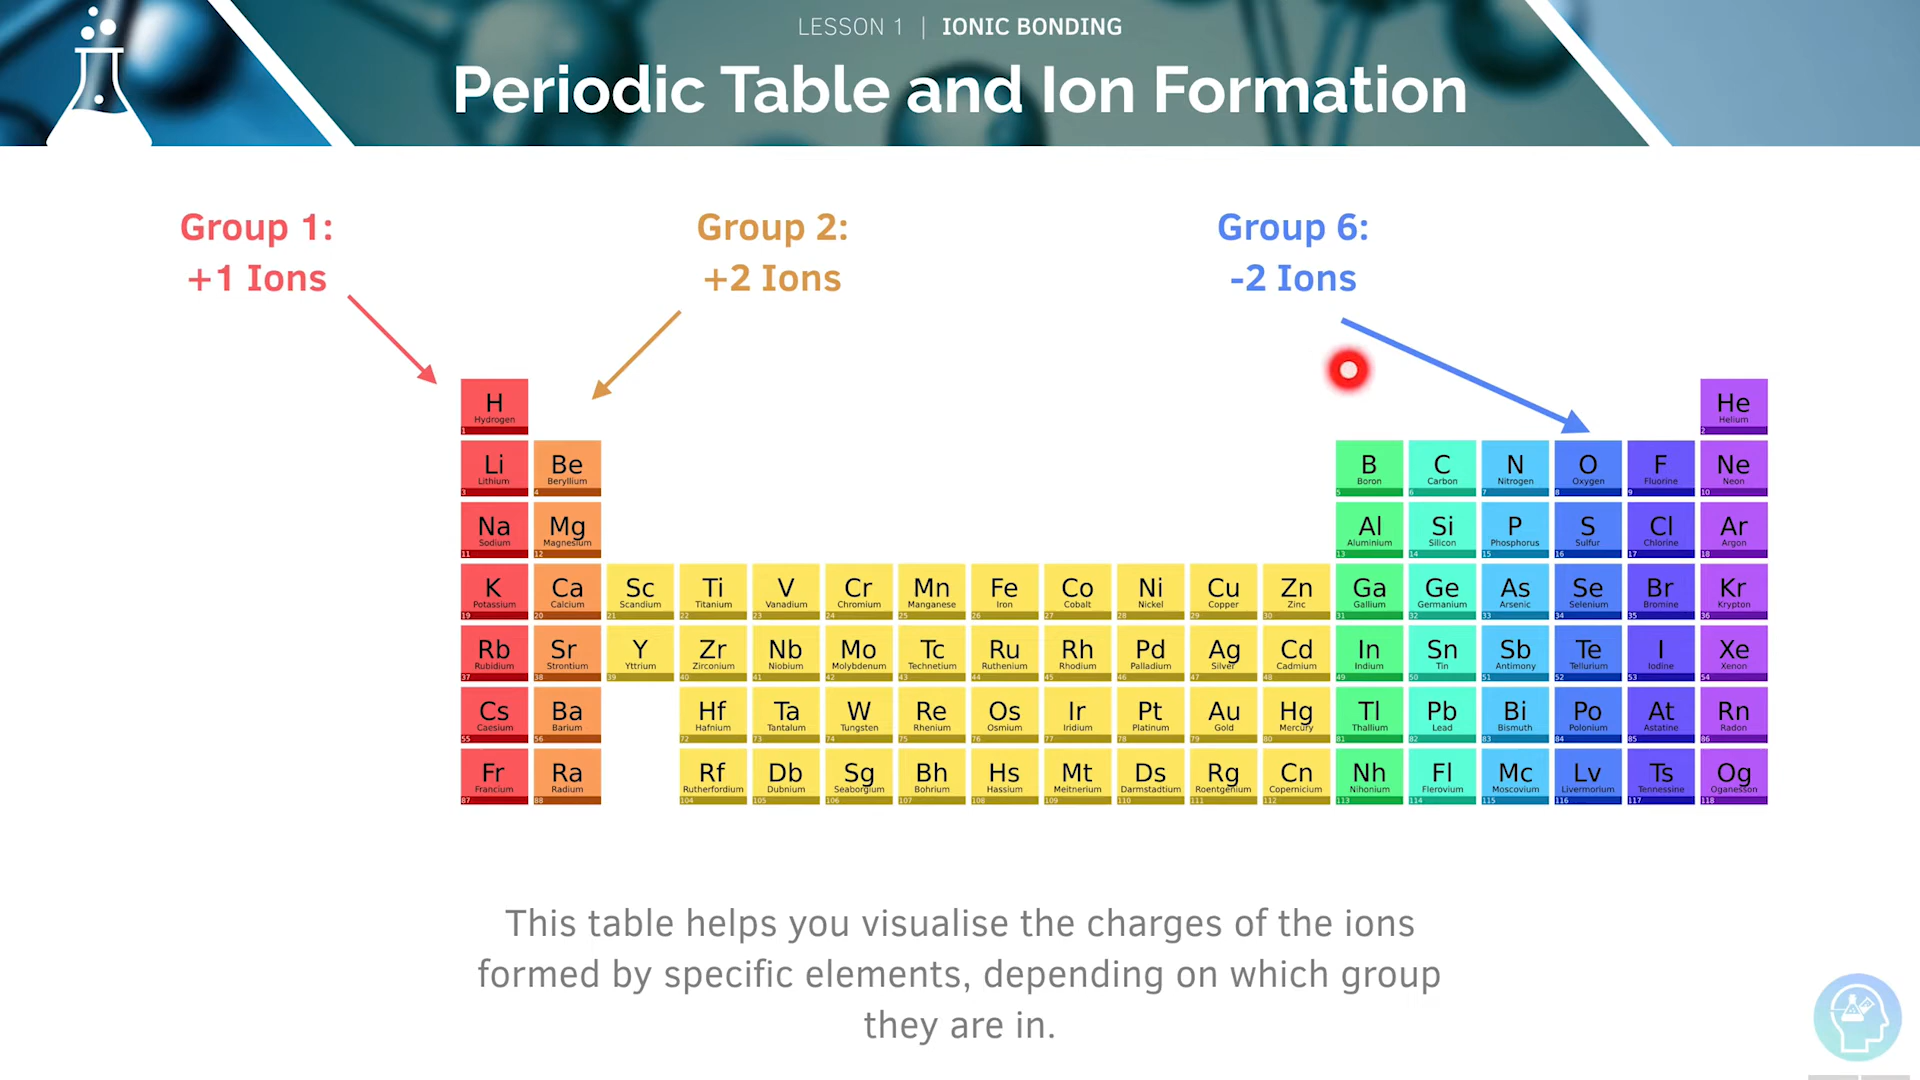 LESSON 1 | IONIC BONDING
Periodic Table and Ion Formation
Group 1:
+1 Ions
Group 2:
+2 Ions
Group 6:
-2 Ions
H He
Hydrogen Helium
1 2
Li Be B C N O F Ne
Lithium Beryllium Boron Carbon Nitrogen Oxygen Fluorine Neon
3 4 5 6 7 8 9 10
Na Mg Al Si P S Cl Ar
Sodium Magnesium Aluminium Silicon Phosphorus Sulfur Chlorine Argon
11 12 13 14 15 16 17 18
K Ca Sc Ti V Cr Mn Fe Co Ni Cu Zn Ga Ge As Se Br Kr
Potassium Calcium Scandium Titanium Vanadium Chromium Manganese Iron Cobalt Nickel Copper Zinc Gallium Germanium Arsenic Selenium Bromine Krypton
19 20 21 22 23 24 25 26 27 28 29 30 31 32 33 34 35 36
Rb Sr Y Zr Nb Mo Tc Ru Rh Pd Ag Cd In Sn Sb Te I Xe
Rubidium Strontium Yttrium Zirconium Niobium Molybdenum Technetium Ruthenium Rhodium Palladium Silver Cadmium Indium Tin Antimony Tellurium Iodine Xenon
37 38 39 40 41 42 43 44 45 46 47 48 49 50 51 52 53 54
Cs Ba Hf Ta W Re Os Ir Pt Au Hg Tl Pb Bi Po At Rn
Caesium Barium Hafnium Tantalum Tungsten Rhenium Osmium Iridium Platinum Gold Mercury Thallium Lead Bismuth Polonium Astatine Radon
55 56 72 73 74 75 76 77 78 79 80 81 82 83 84 85 86
Fr Ra Rf Db Sg Bh Hs Mt Ds Rg Cn Nh Fl Mc Lv Ts Og
Francium Radium Rutherfordium Dubnium Seaborgium Bohrium Hassium Meitnerium Darmstadtium Roentgenium Copernicium Nihonium Flerovium Moscovium Livermorium Tennessine Oganesson
87 88 104 105 106 107 108 109 110 111 112 113 114 115 116 117 118
This table helps you visualise the charges of the ions
formed by specific elements, depending on which group
they are in.